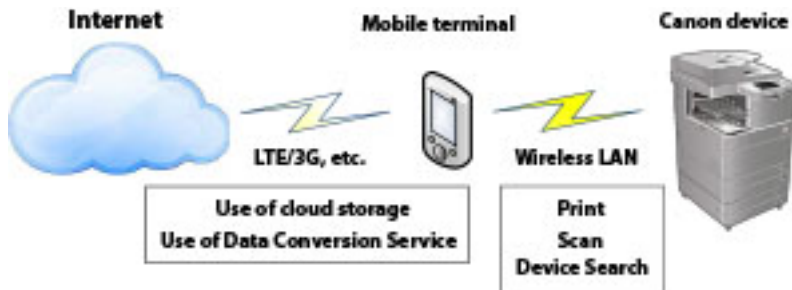 Internet
Mobile terminal
Canon device
LTE/3G, etc.
Wireless LAN
Use of cloud storage
Use of Data Conversion Service
Print
Scan
Device Search